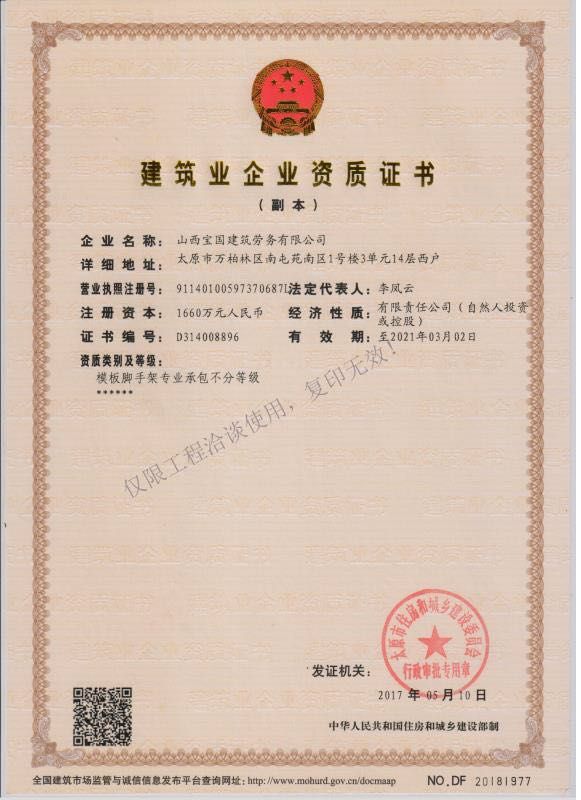 建筑业企业资质证书
（副本）
企业名称：山西宝国建筑劳务有限公司
详细地址：太原市万柏林区南屯苑南区1号楼3单元14层西户
营业执照注册号：91140100597370687L 法定代表人：李凤云
注册资本：1660万元人民币 经济性质：有限责任公司（自然人投资
或控股）
证书编号：D314008896 有效期：至2021年03月02日
资质类别及等级：
模板脚手架专业承包不分等级
******
仅限工程洽谈使用，复印无效！
太原市住房和城乡建设委员会
行政审批专用章
发证机关：
2017年05月10日
中华人民共和国住房和城乡建设部制
全国建筑市场监管与诚信信息发布平台查询网址：http://www.mohurd.gov.cn/docmaap
NO.DF 20181977